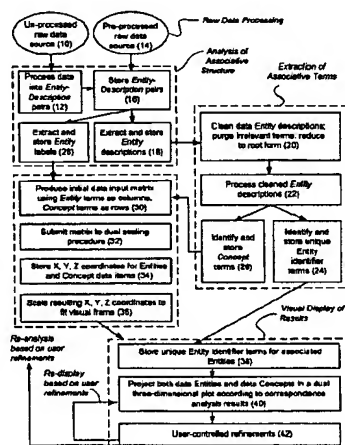 Un-processed
raw data
source (10)
Pre-processed
raw data
source (14)
Raw Data Processing
Analysis of
Associative
Structure
Process data
into Entity-
Description
pairs (12)
Store Entity-
Description pairs
(16)
Extraction of
Associative Terms
Extract and
store Entity
labels (28)
Extract and store
Entity
descriptions (18)
Clean data Entity descriptions;
purge irrelevant terms; reduce
to root form (20)
Process cleaned Entity
descriptions (22)
Identify and
store
Concept
terms (26)
Identify and
store unique
Entity
identifier
terms (24)
Produce initial data input matrix
using Entity terms as columns,
Concept terms as rows (30)
Submit matrix to dual scaling
procedure (32)
Store X, Y, Z coordinates for Entities
and Concept data items (34)
Scale resulting X, Y, Z coordinates
to fit visual frame (36)
Visual Display of
Results
Re-analysis
based on user
refinements
Re-display
based on user
refinements
Store unique Entity Identifier terms for associated
Entities (38)
Project both data Entities and data Concepts in a dual
three-dimensional plot according to correspondence
analysis results (40)
User-controlled refinements (42)